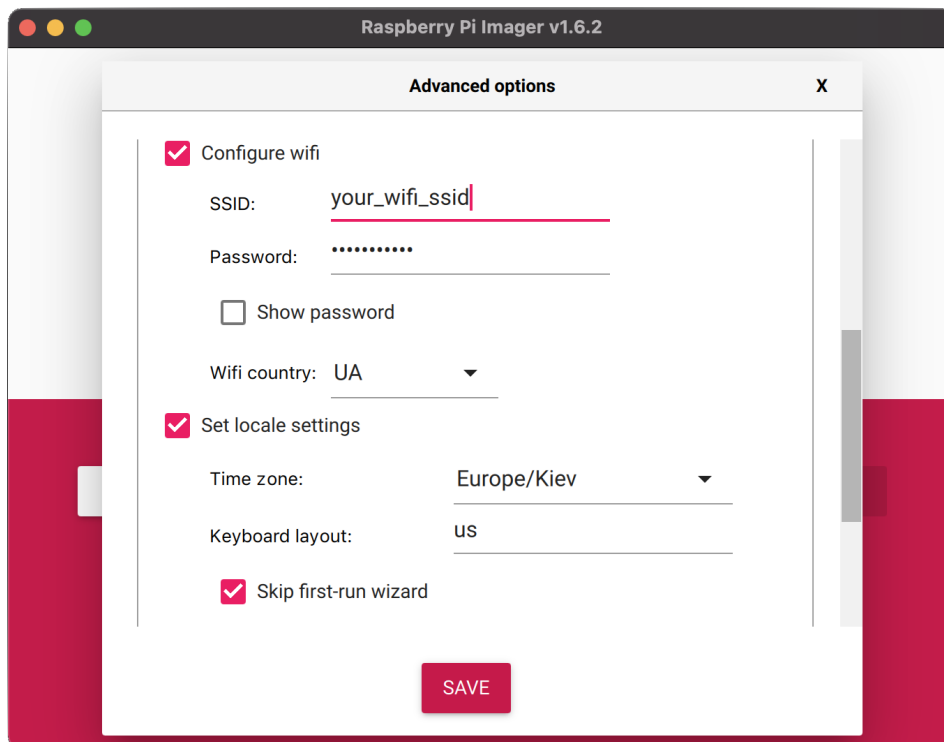 Raspberry Pi Imager v1.6.2
Advanced options X
Configure wifi
SSID: your_wifi_ssid
Password: •••••••••••
Show password
Wifi country: UA
Set locale settings
Time zone: Europe/Kiev
Keyboard layout: us
Skip first-run wizard
SAVE